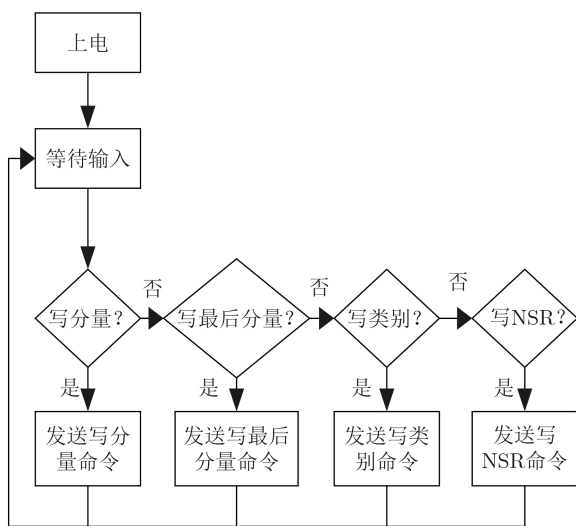 上电
等待输入
写分量?
否
写最后分量?
否
写类别?
否
写NSR?
是
是
是
是
发送写分
量命令
发送写最后
分量命令
发送写类
别命令
发送写
NSR命令